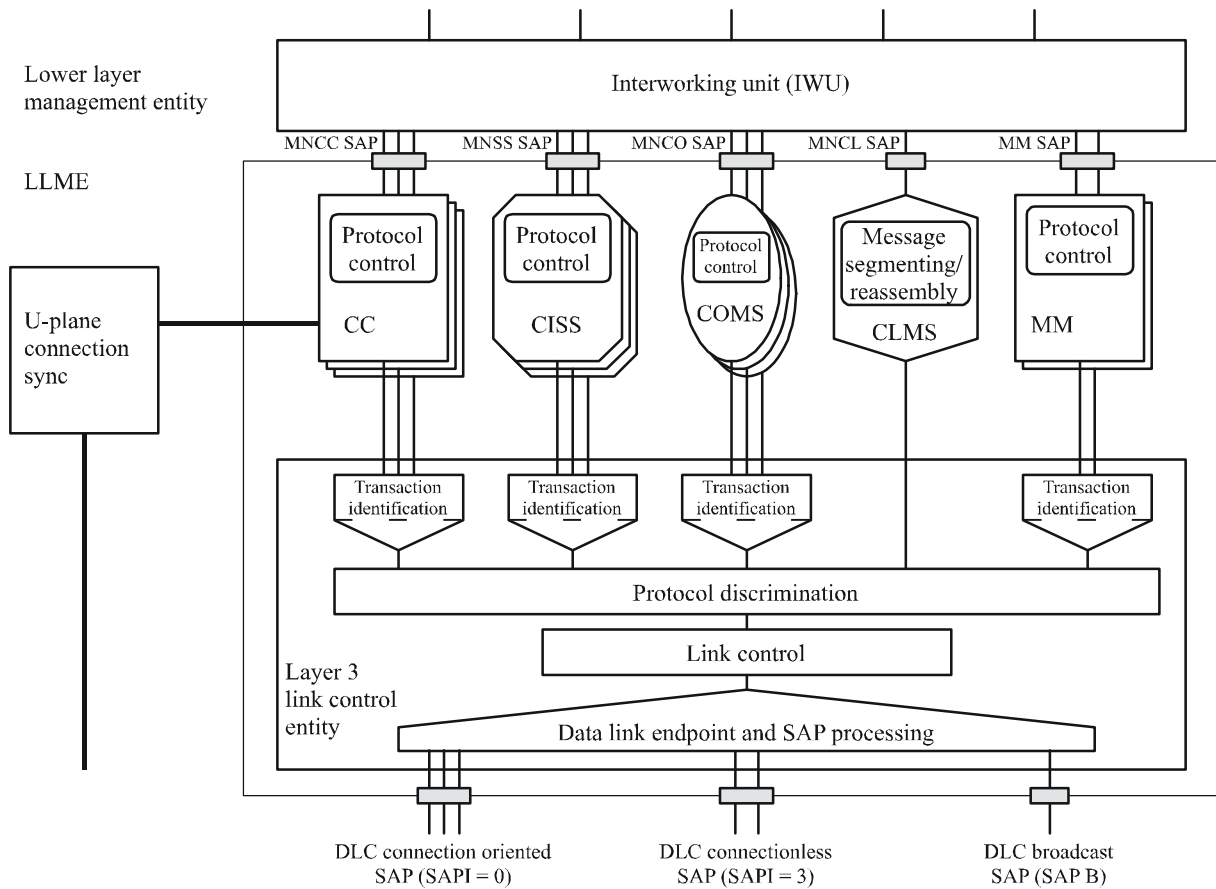 Interworking unit (IWU)
Lower layer
management entity
MNCC SAP
MNSS SAP
MNCO SAP
MNCL SAP
MM SAP
LLME
Protocol
control
CC
Protocol
control
CISS
Protocol
control
COMS
Message
segmenting/
reassembly
CLMS
Protocol
control
MM
U-plane
connection
sync
Transaction
identification
Transaction
identification
Transaction
identification
Transaction
identification
Protocol discrimination
Link control
Layer 3
link control
entity
Data link endpoint and SAP processing
DLC connection oriented
SAP (SAPI = 0)
DLC connectionless
SAP (SAPI = 3)
DLC broadcast
SAP (SAP B)